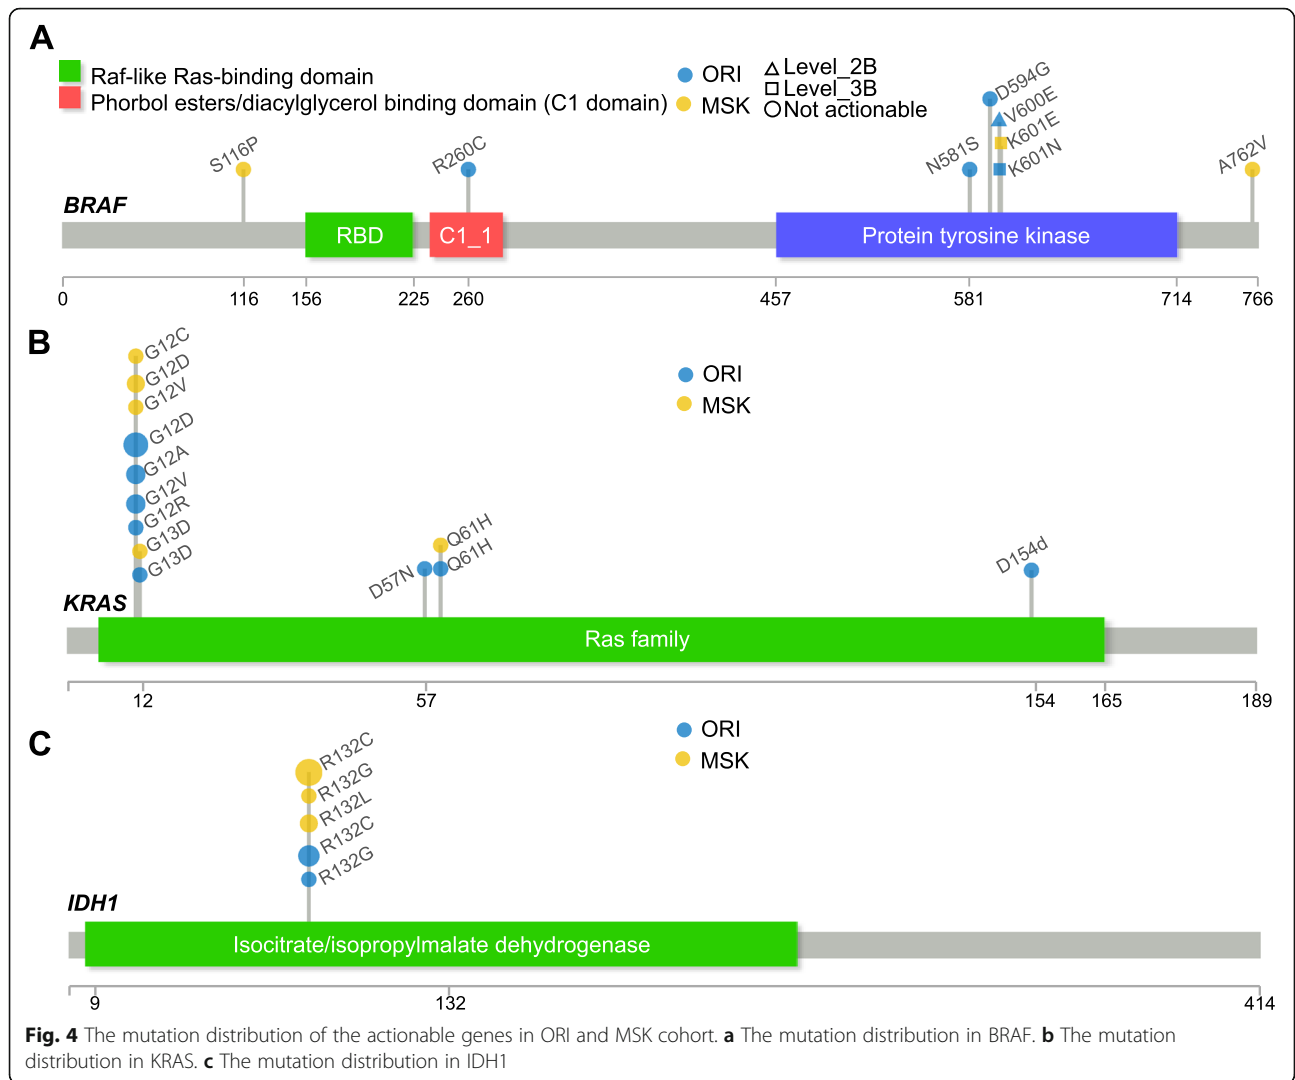 A
Raf-like Ras-binding domain
Phorbol esters/diacylglycerol binding domain (C1 domain)
ORI
MSK
Level_2B
Level_3B
Not actionable
S116P
R260C
N581S
D594G
V600E
K601E
K601N
A762V
BRAF
RBD
C1_1
Protein tyrosine kinase
0 116 156 225 260 457 581 714 766
B
ORI
MSK
G12C
G12D
G12V
G12D
G12A
G12V
G12R
G13D
G13D
D57N
Q61H
Q61H
D154d
KRAS
Ras family
12 57 154 165 189
C
ORI
MSK
R132C
R132G
R132L
R132C
R132G
IDH1
Isocitrate/isopropylmalate dehydrogenase
9 132 414
Fig. 4 The mutation distribution of the actionable genes in ORI and MSK cohort. a The mutation distribution in BRAF. b The mutation
distribution in KRAS. c The mutation distribution in IDH1